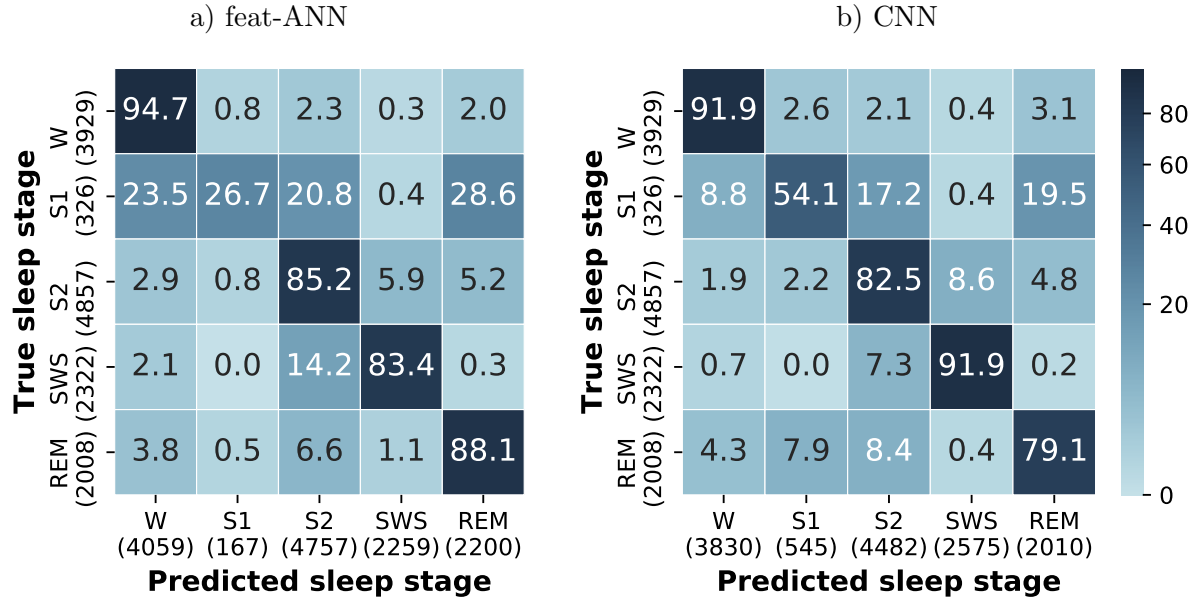 a) feat-ANN
b) CNN
True sleep stage
W
(3929)
94.7 0.8 2.3 0.3 2.0
S1
(326)
23.5 26.7 20.8 0.4 28.6
S2
(4857)
2.9 0.8 85.2 5.9 5.2
SWS
(2322)
2.1 0.0 14.2 83.4 0.3
REM
(2008)
3.8 0.5 6.6 1.1 88.1
W S1 S2 SWS REM
(4059) (167) (4757) (2259) (2200)
Predicted sleep stage
True sleep stage
W
(3929)
91.9 2.6 2.1 0.4 3.1
S1
(326)
8.8 54.1 17.2 0.4 19.5
S2
(4857)
1.9 2.2 82.5 8.6 4.8
SWS
(2322)
0.7 0.0 7.3 91.9 0.2
REM
(2008)
4.3 7.9 8.4 0.4 79.1
W S1 S2 SWS REM
(3830) (545) (4482) (2575) (2010)
Predicted sleep stage
80
60
40
20
0